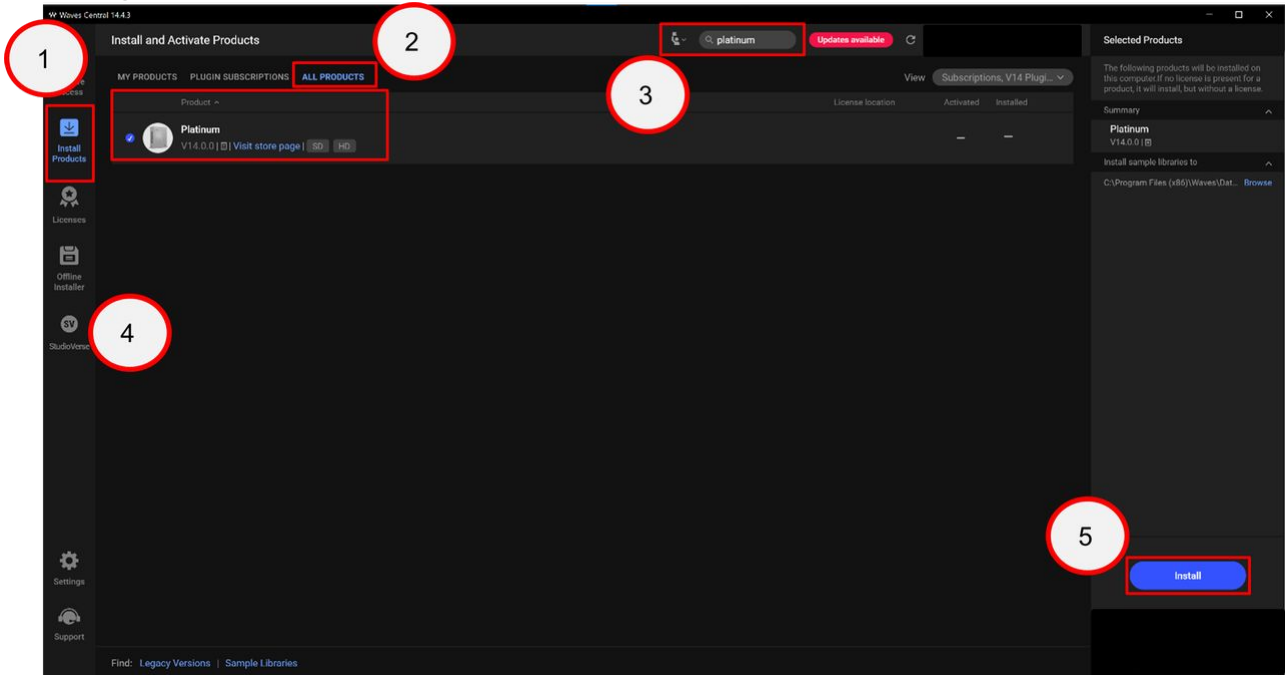 Waves Central 14.4.3
1
2
3
4
5
Install and Activate Products
platinum
Updates available
MY PRODUCTS PLUGIN SUBSCRIPTIONS ALL PRODUCTS
View Subscriptions, V14 Plugi...
Product License location Activated Installed
Platinum
V14.0.0 | | Visit store page | SD HD
Install
Products
Licenses
Offline
Installer
SV
StudioVerse
Settings
Support
Find: Legacy Versions | Sample Libraries
Selected Products
The following products will be installed on
this computer.If no license is present for a
product, it will install, but without a license.
Summary
Platinum
V14.0.0 |
Install sample libraries to
C:\Program Files (x86)\Waves\Dat... Browse
Install